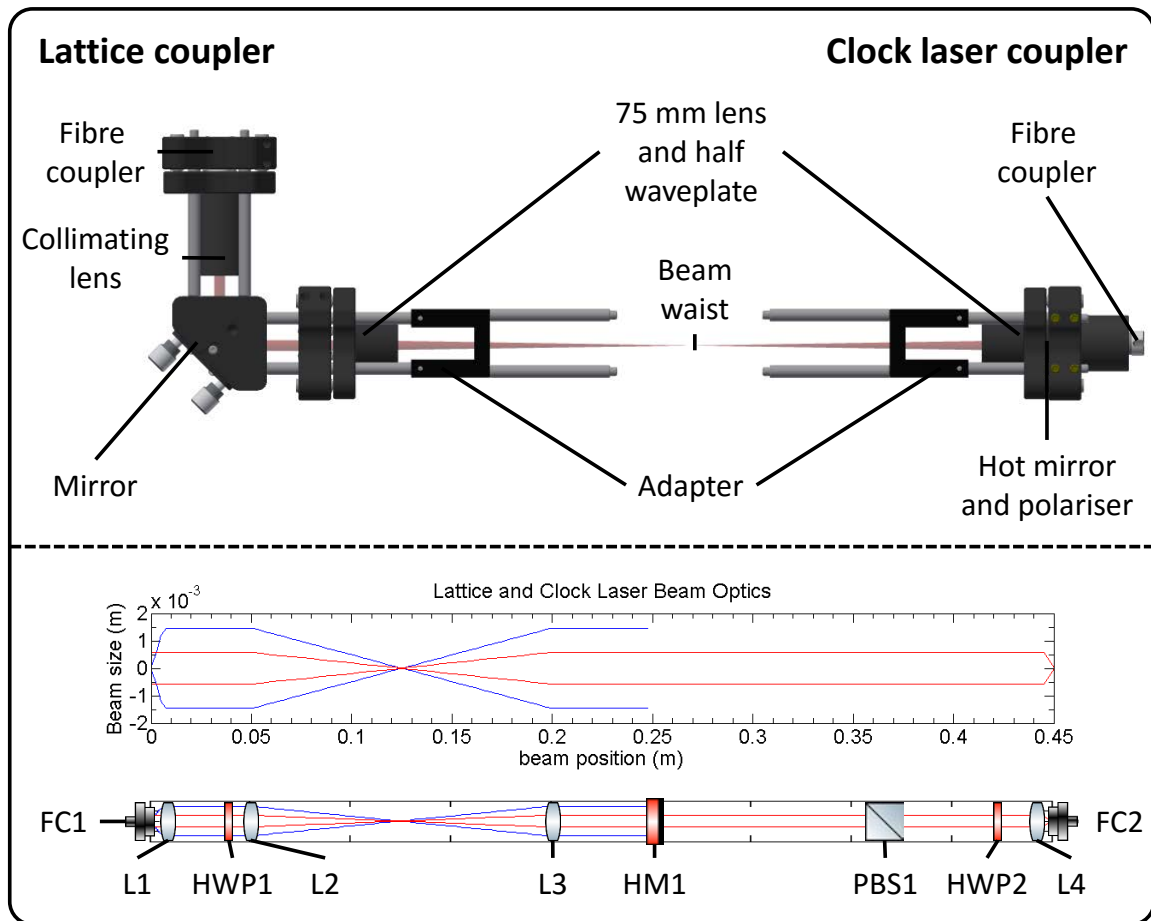 Lattice coupler
Clock laser coupler
Fibre
coupler
75 mm lens
and half
waveplate
Fibre
coupler
Collimating
lens
Beam
waist
Mirror
Adapter
Hot mirror
and polariser
Lattice and Clock Laser Beam Optics
x 10⁻³
Beam size (m)
2
1
0
-1
-2
0
0.05
0.1
0.15
0.2
0.25
0.3
0.35
0.4
0.45
beam position (m)
FC1
FC2
L1
HWP1
L2
L3
HM1
PBS1
HWP2
L4